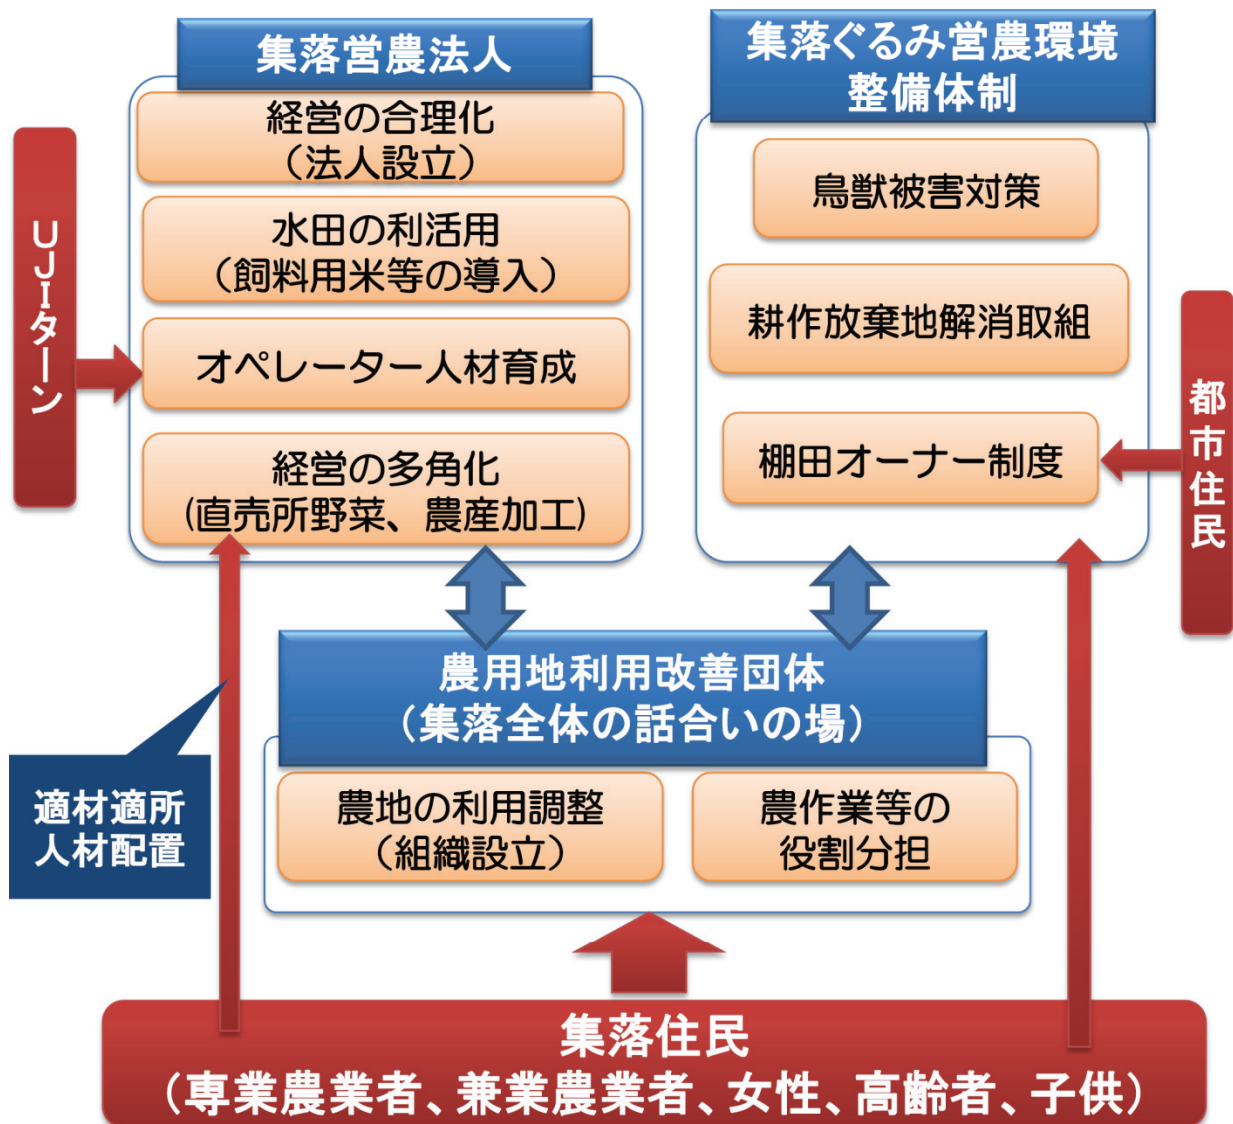 集落営農法人
経営の合理化
（法人設立）
水田の利活用
（飼料用米等の導入）
オペレーター人材育成
経営の多角化
(直売所野菜、農産加工)
UJIターン
集落ぐるみ営農環境
整備体制
鳥獣被害対策
耕作放棄地解消取組
棚田オーナー制度
都市住民
農用地利用改善団体
（集落全体の話合いの場）
農地の利用調整
（組織設立）
農作業等の
役割分担
適材適所
人材配置
集落住民
（専業農業者、兼業農業者、女性、高齢者、子供）